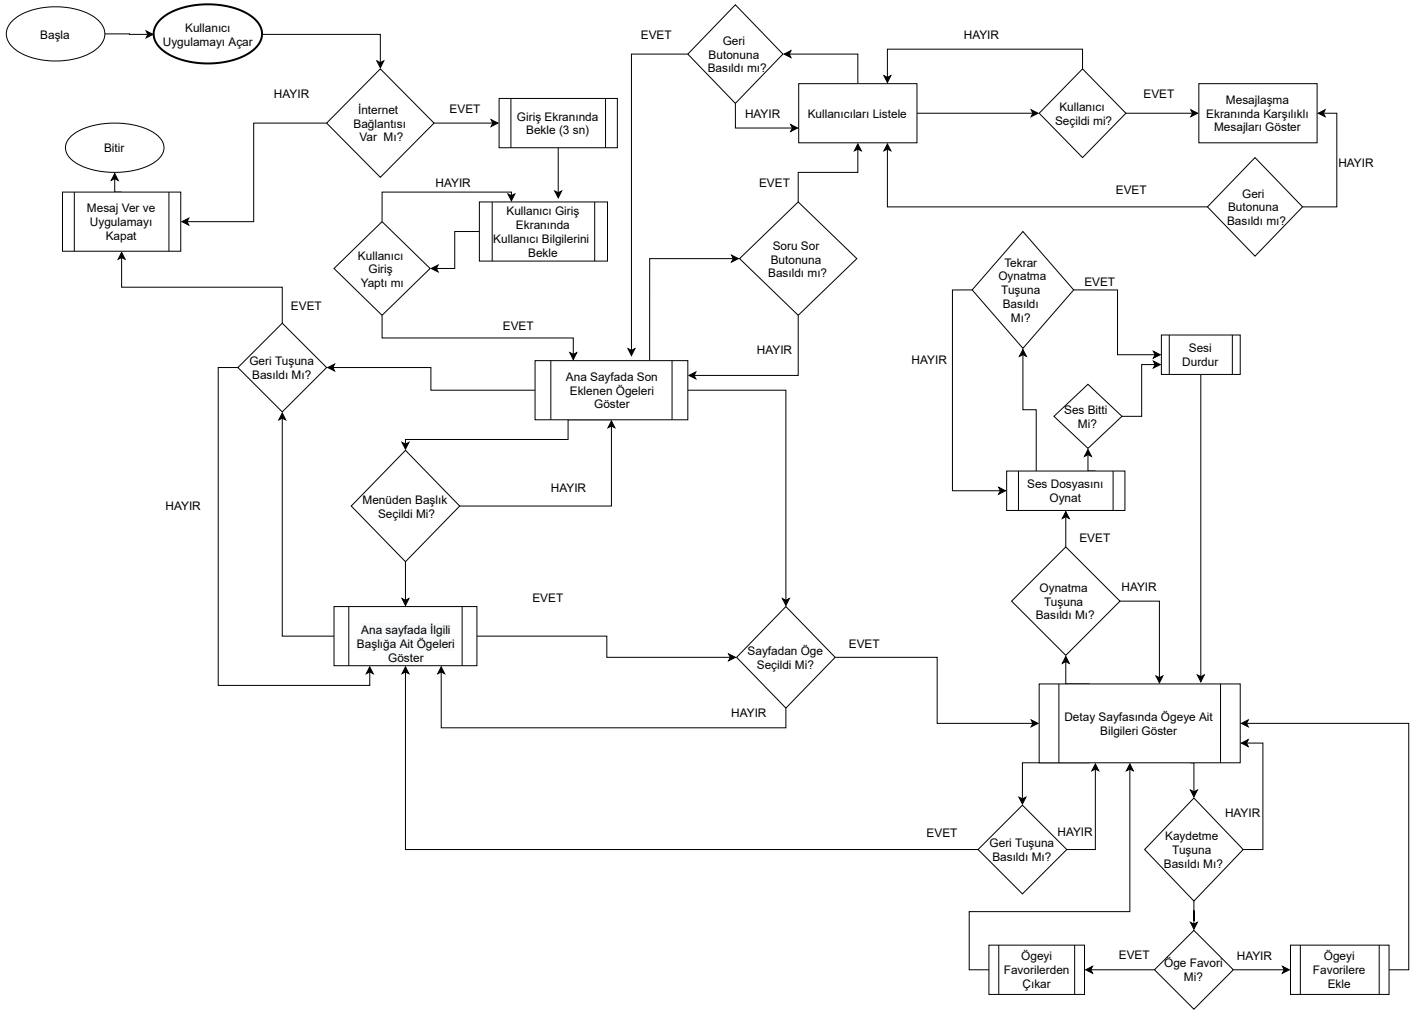 Başla
Kullanıcı
Uygulamayı Açar
HAYIR
İnternet
Bağlantısı
Var Mı?
EVET
Giriş Ekranında
Bekle (3 sn)
Bitir
Mesaj Ver ve
Uygulamayı
Kapat
HAYIR
Kullanıcı Giriş
Ekranında
Kullanıcı Bilgilerini
Bekle
Kullanıcı
Giriş
Yaptı mı
EVET
EVET
Geri
Butonuna
Basıldı mı?
HAYIR
Kullanıcıları Listele
HAYIR
Kullanıcı
Seçildi mi?
EVET
Mesajlaşma
Ekranında Karşılıklı
Mesajları Göster
HAYIR
Geri
Butonuna
Basıldı mı?
EVET
EVET
Soru Sor
Butonuna
Basıldı mı?
HAYIR
EVET
Geri Tuşuna
Basıldı Mı?
HAYIR
Ana Sayfada Son
Eklenen Ögeleri
Göster
Menüden Başlık
Seçildi Mi?
HAYIR
Ana sayfada İlgili
Başlığa Ait Ögeleri
Göster
EVET
Sayfadan Öge
Seçildi Mi?
EVET
HAYIR
Tekrar
Oynatma
Tuşuna
Basıldı
Mı?
EVET
HAYIR
Sesi
Durdur
Ses Bitti
Mi?
Ses Dosyasını
Oynat
EVET
Oynatma
Tuşuna
Basıldı Mı?
HAYIR
Detay Sayfasında Ögeye Ait
Bilgileri Göster
EVET
Geri Tuşuna
Basıldı Mı?
HAYIR
Kaydetme
Tuşuna
Basıldı Mı?
HAYIR
Ögeyi
Favorilerden
Çıkar
EVET
Öge Favori
Mi?
HAYIR
Ögeyi
Favorilere
Ekle